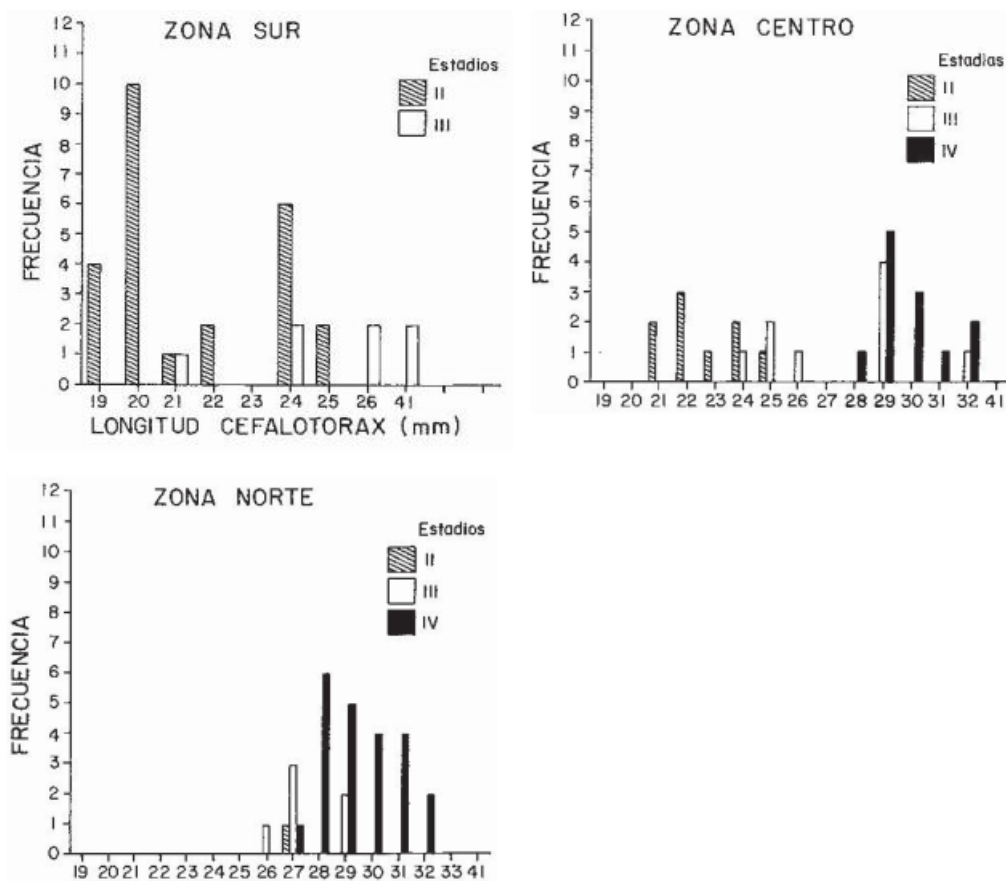 ZONA SUR
Estádios
II
III
FRECUENCIA
12
11
10
9
8
7
6
5
4
3
2
1
0
19 20 21 22 23 24 25 26 41
LONGITUD CEFALOTORAX (mm)
ZONA CENTRO
Estadías
II
III
IV
FRECUENCIA
12
11
10
9
8
7
6
5
4
3
2
1
0
19 20 21 22 23 24 25 26 27 28 29 30 31 32 41
ZONA NORTE
Estadios
II
III
IV
FRECUENCIA
12
11
10
9
8
7
6
5
4
3
2
1
0
19 20 21 22 23 24 25 26 27 28 29 30 31 32 33 41